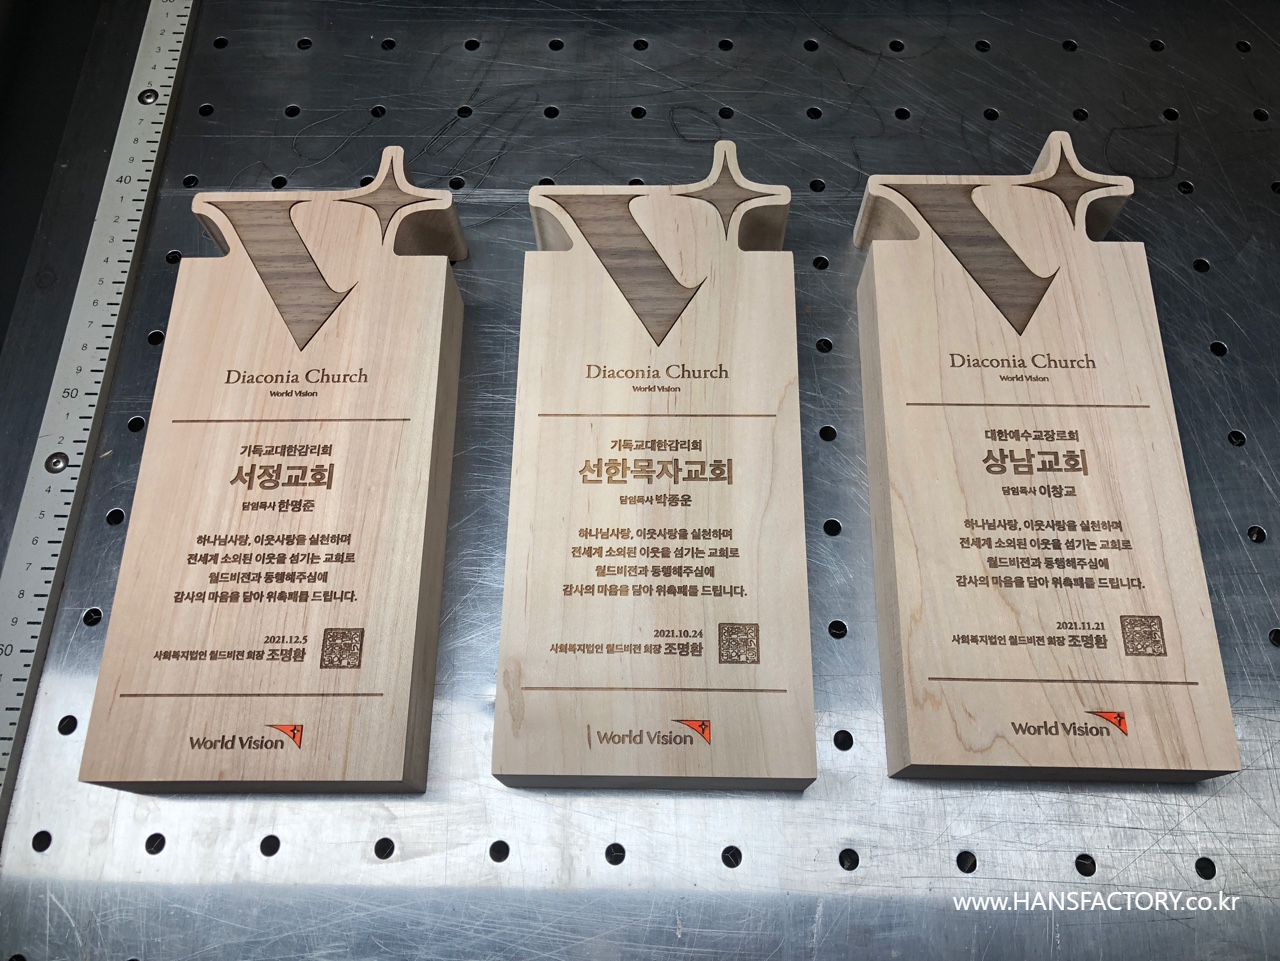 Diaconia Church
World Vision
기독교대한감리회
서정교회
담임목사 한명준
하나님사랑, 이웃사랑을 실천하며
전세계 소외된 이웃을 섬기는 교회로
월드비전과 동행해주심에
감사의 마음을 담아 위촉패를 드립니다.
2021.12.5
사회복지법인 월드비전 회장 조명환
World Vision
Diaconia Church
World Vision
기독교대한감리회
선한목자교회
담임목사 박종운
하나님사랑, 이웃사랑을 실천하며
전세계 소외된 이웃을 섬기는 교회로
월드비전과 동행해주심에
감사의 마음을 담아 위촉패를 드립니다.
2021.10.24
사회복지법인 월드비전 회장 조명환
World Vision
Diaconia Church
World Vision
대한예수교장로회
상남교회
담임목사 이창교
하나님사랑, 이웃사랑을 실천하며
전세계 소외된 이웃을 섬기는 교회로
월드비전과 동행해주심에
감사의 마음을 담아 위촉패를 드립니다.
2021.11.21
사회복지법인 월드비전 회장 조명환
World Vision
40
50
60
www.HANSFACTORY.co.kr